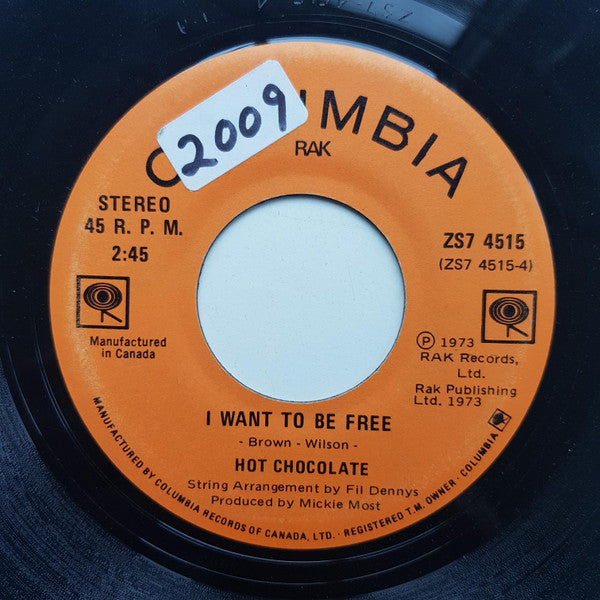 2009
UMBIA
RAK
STEREO
45 R. P. M.
2:45
ZS7 4515
(ZS7 4515-4)
Manufactured
in Canada
℗ 1973
RAK Records,
Ltd.
Rak Publishing
Ltd. 1973
I WANT TO BE FREE
- Brown - Wilson -
HOT CHOCOLATE
String Arrangement by Fil Dennys
Produced by Mickie Most
MANUFACTURED BY COLUMBIA RECORDS OF CANADA, LTD. · REGISTERED T.M. OWNER · COLUMBIA